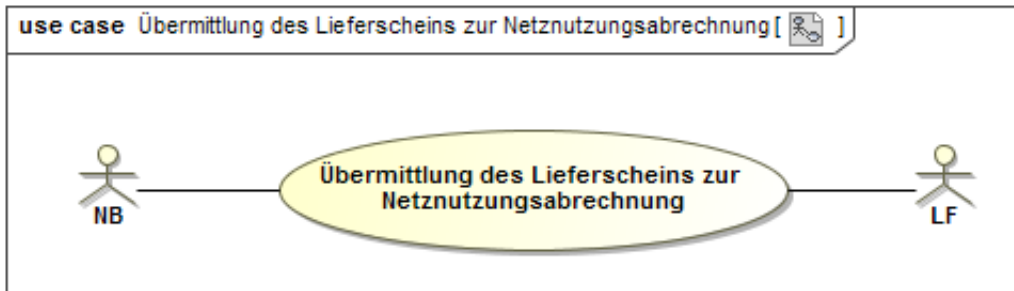 use case Übermittlung des Lieferscheins zur Netznutzungsabrechnung [ ]
Übermittlung des Lieferscheins zur
Netznutzungsabrechnung
NB
LF